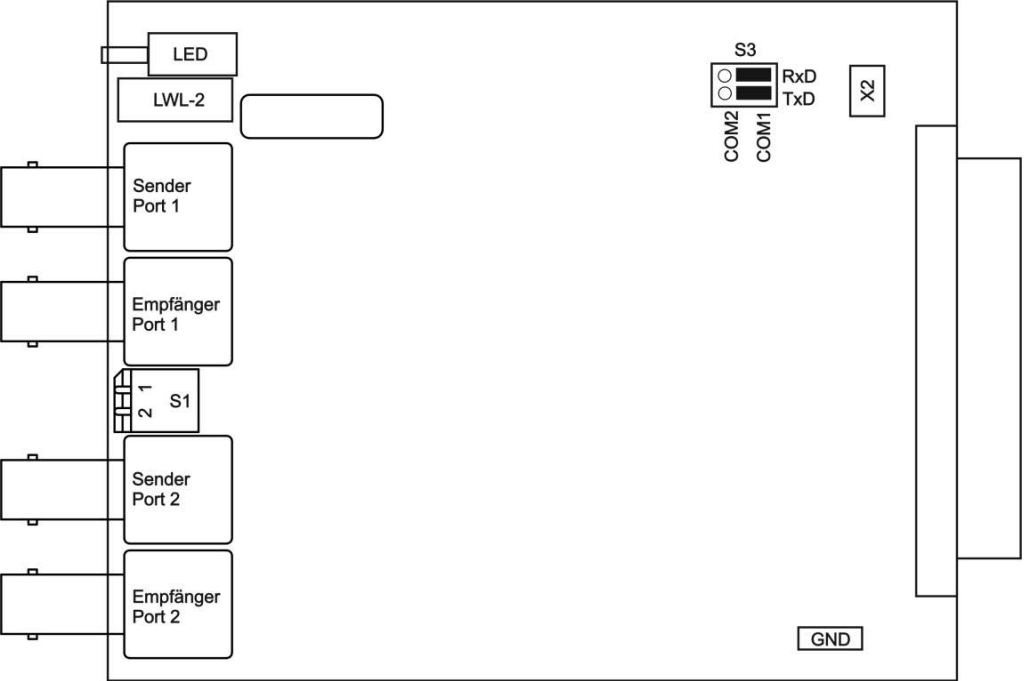 LED
LWL-2
S3
RxD
TxD
COM2
COM1
X2
Sender
Port 1
Empfänger
Port 1
1
2
S1
Sender
Port 2
Empfänger
Port 2
GND